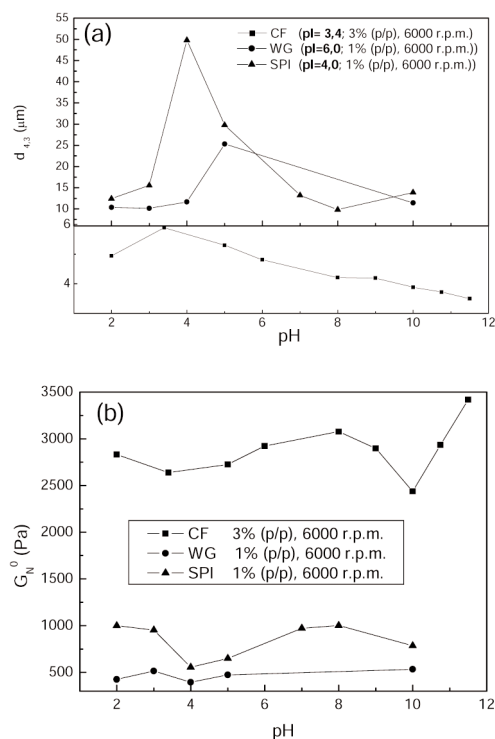 (a)
CF (pI= 3,4; 3% (p/p), 6000 r.p.m.)
WG (pI=6,0; 1% (p/p), 6000 r.p.m.))
SPI (pI=4,0; 1% (p/p), 6000 r.p.m.))
55
50
45
40
35
30
25
20
15
10
6
4
d 4,3 (μm)
2 4 6 8 10 12
pH
(b)
3500
3000
2500
2000
1500
1000
500
G_N^0 (Pa)
CF 3% (p/p), 6000 r.p.m.
WG 1% (p/p), 6000 r.p.m.
SPI 1% (p/p), 6000 r.p.m.
2 4 6 8 10 12
pH